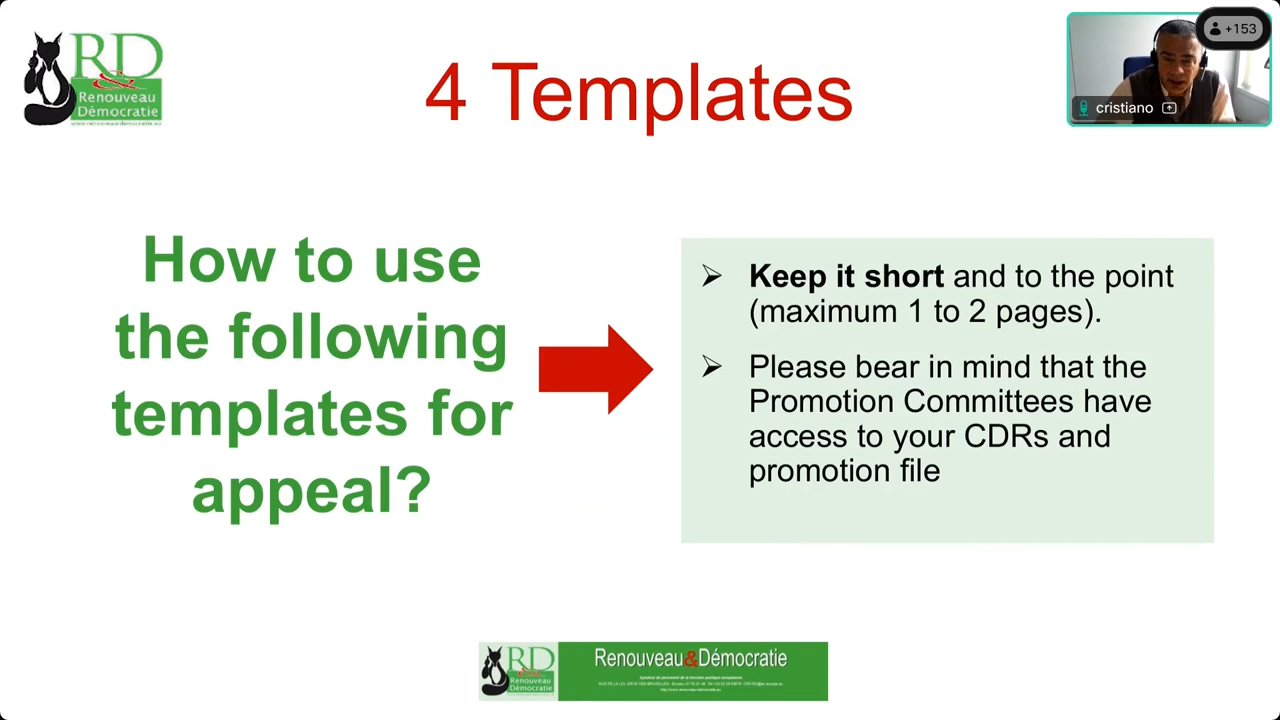 RD
Renouveau
Démocratie
4 Templates
+153
cristiano
How to use
the following
templates for
appeal?
➢ Keep it short and to the point
(maximum 1 to 2 pages).
➢ Please bear in mind that the
Promotion Committees have
access to your CDRs and
promotion file
RD
Renouveau
Démocratie
Renouveau&Démocratie